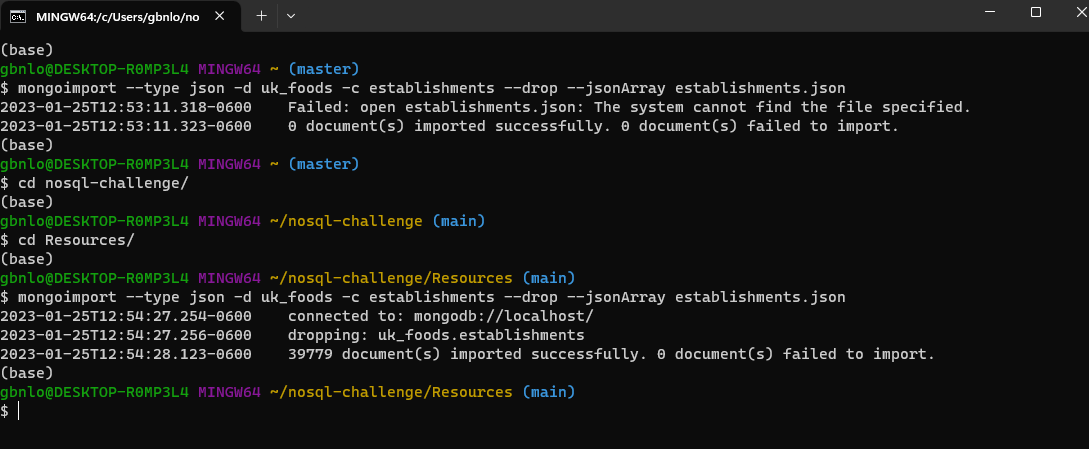 MINGW64:/c/Users/gbnlo/no
(base)
gbnlo@DESKTOP-R0MP3L4 MINGW64 ~ (master)
$ mongoimport --type json -d uk_foods -c establishments --drop --jsonArray establishments.json
2023-01-25T12:53:11.318-0600    Failed: open establishments.json: The system cannot find the file specified.
2023-01-25T12:53:11.323-0600    0 document(s) imported successfully. 0 document(s) failed to import.
(base)
gbnlo@DESKTOP-R0MP3L4 MINGW64 ~ (master)
$ cd nosql-challenge/
(base)
gbnlo@DESKTOP-R0MP3L4 MINGW64 ~/nosql-challenge (main)
$ cd Resources/
(base)
gbnlo@DESKTOP-R0MP3L4 MINGW64 ~/nosql-challenge/Resources (main)
$ mongoimport --type json -d uk_foods -c establishments --drop --jsonArray establishments.json
2023-01-25T12:54:27.254-0600    connected to: mongodb://localhost/
2023-01-25T12:54:27.256-0600    dropping: uk_foods.establishments
2023-01-25T12:54:28.123-0600    39779 document(s) imported successfully. 0 document(s) failed to import.
(base)
gbnlo@DESKTOP-R0MP3L4 MINGW64 ~/nosql-challenge/Resources (main)
$